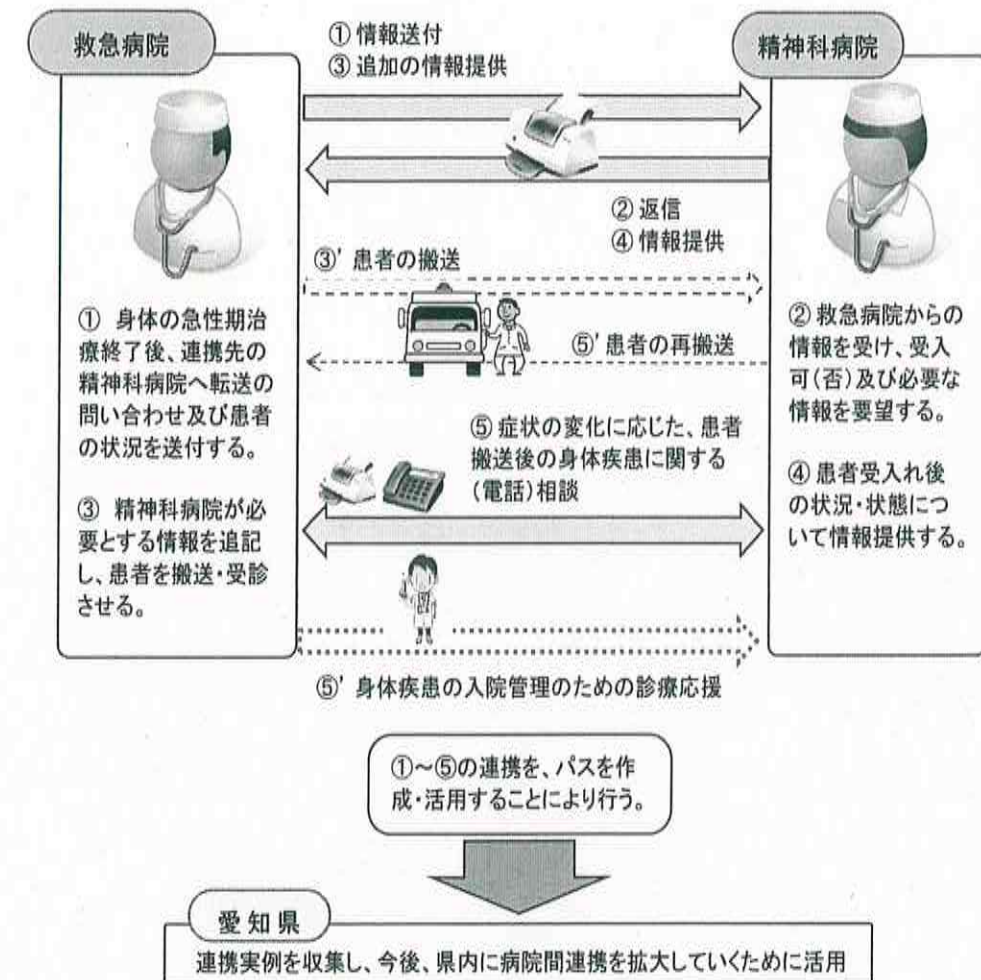 救急病院
精神科病院
① 情報送付
③ 追加の情報提供
② 返信
④ 情報提供
③’ 患者の搬送
⑤’ 患者の再搬送
① 身体の急性期治
療終了後、連携先の
精神科病院へ転送の
問い合わせ及び患者
の状況を送付する。
③ 精神科病院が必
要とする情報を追記
し、患者を搬送・受診
させる。
⑤ 症状の変化に応じた、患者
搬送後の身体疾患に関する
(電話)相談
② 救急病院からの
情報を受け、受入
可(否)及び必要な
情報を要望する。
④ 患者受入れ後
の状況・状態につ
いて情報提供する。
⑤’ 身体疾患の入院管理のための診療応援
①~⑤の連携を、パスを作
成・活用することにより行う。
愛知県
連携実例を収集し、今後、県内に病院間連携を拡大していくために活用